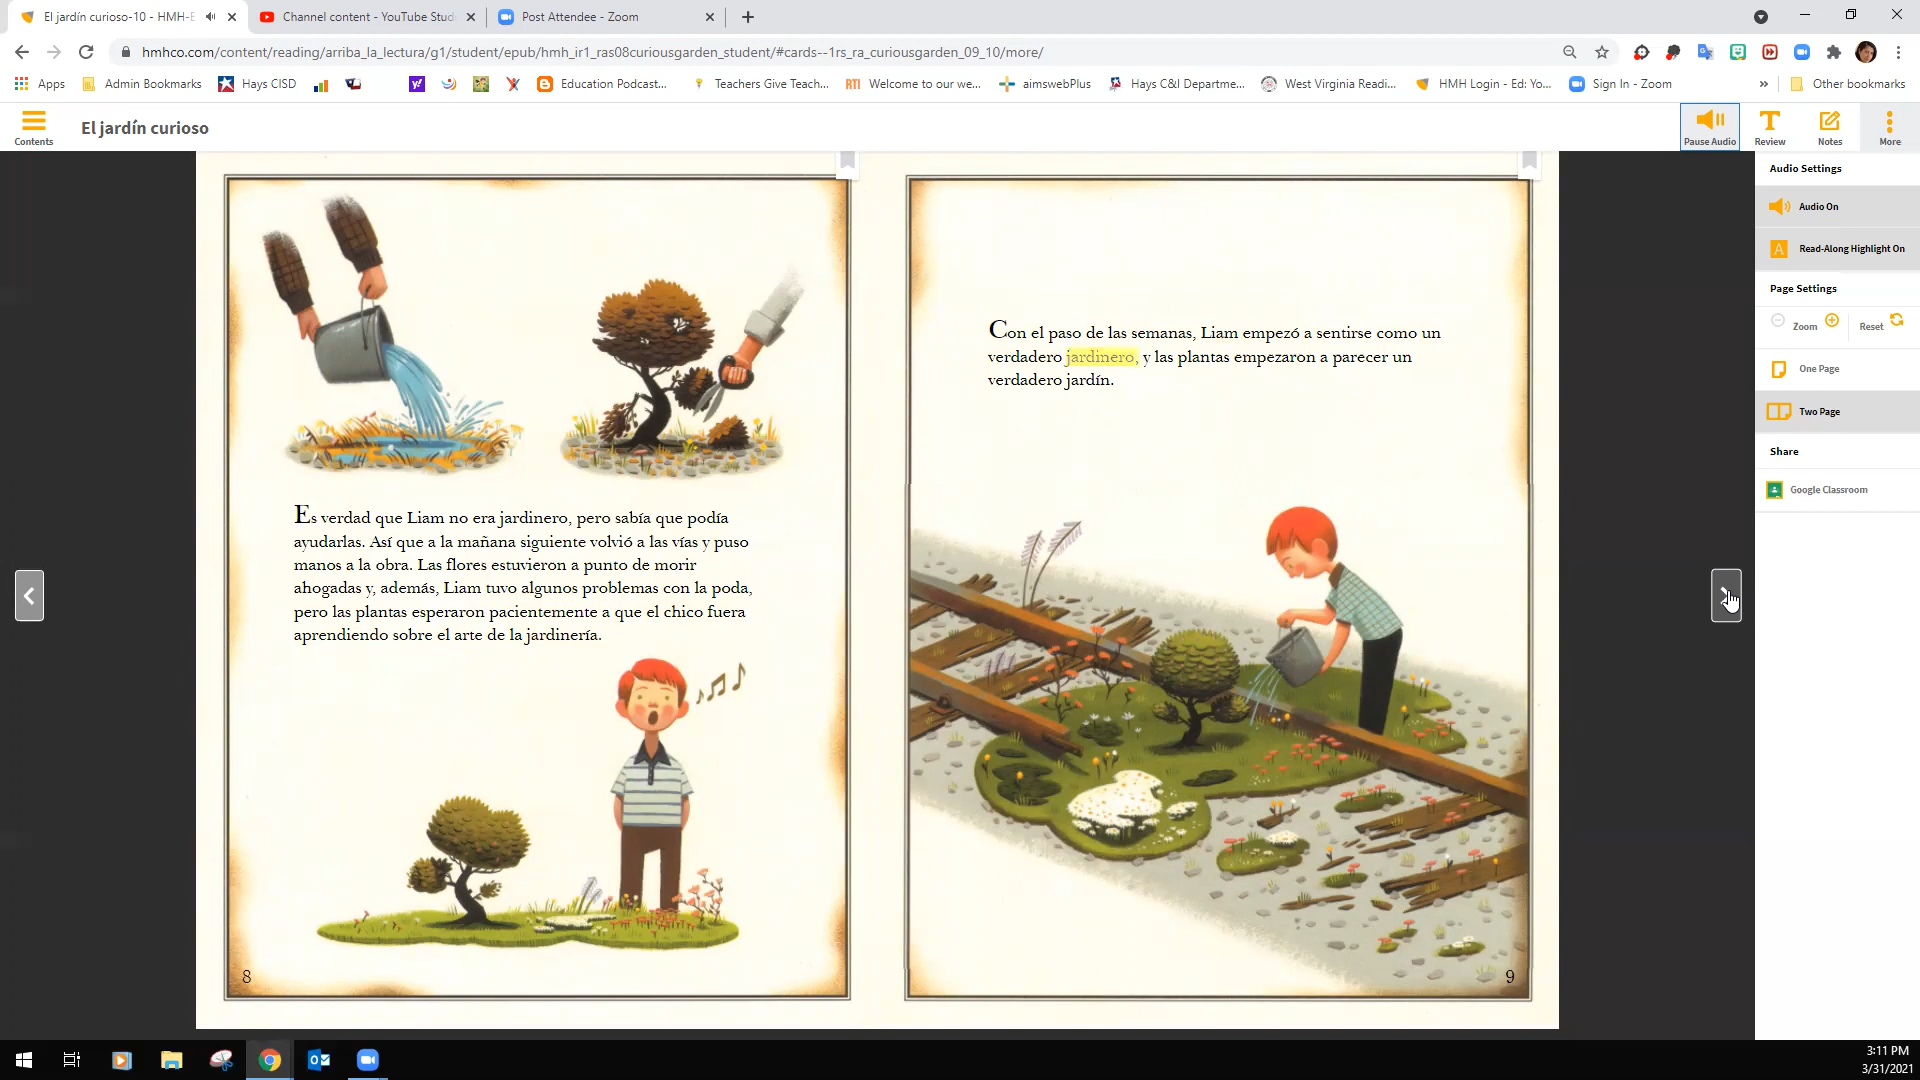 El jardín curioso-10 - HMH-E
Channel content - YouTube Stud
Post Attendee - Zoom
hmhco.com/content/reading/arriba_la_lectura/g1/student/epub/hmh_ir1_ras08curiousgarden_student/#cards--1rs_ra_curiousgarden_09_10/more/
Apps
Admin Bookmarks
Hays CISD
Education Podcast...
Teachers Give Teach...
RTI Welcome to our we...
aimswebPlus
Hays C&I Departme...
West Virginia Readi...
HMH Login - Ed: Yo...
Sign In - Zoom
»
Other bookmarks
Contents
El jardín curioso
Pause Audio
Review
Notes
More
Es verdad que Liam no era jardinero, pero sabía que podía
ayudarlas. Así que a la mañana siguiente volvió a las vías y puso
manos a la obra. Las flores estuvieron a punto de morir
ahogadas y, además, Liam tuvo algunos problemas con la poda,
pero las plantas esperaron pacientemente a que el chico fuera
aprendiendo sobre el arte de la jardinería.
8
Con el paso de las semanas, Liam empezó a sentirse como un
verdadero jardinero, y las plantas empezaron a parecer un
verdadero jardín.
9
Audio Settings
Audio On
A Read-Along Highlight On
Page Settings
Zoom
Reset
One Page
Two Page
Share
Google Classroom
3:11 PM
3/31/2021